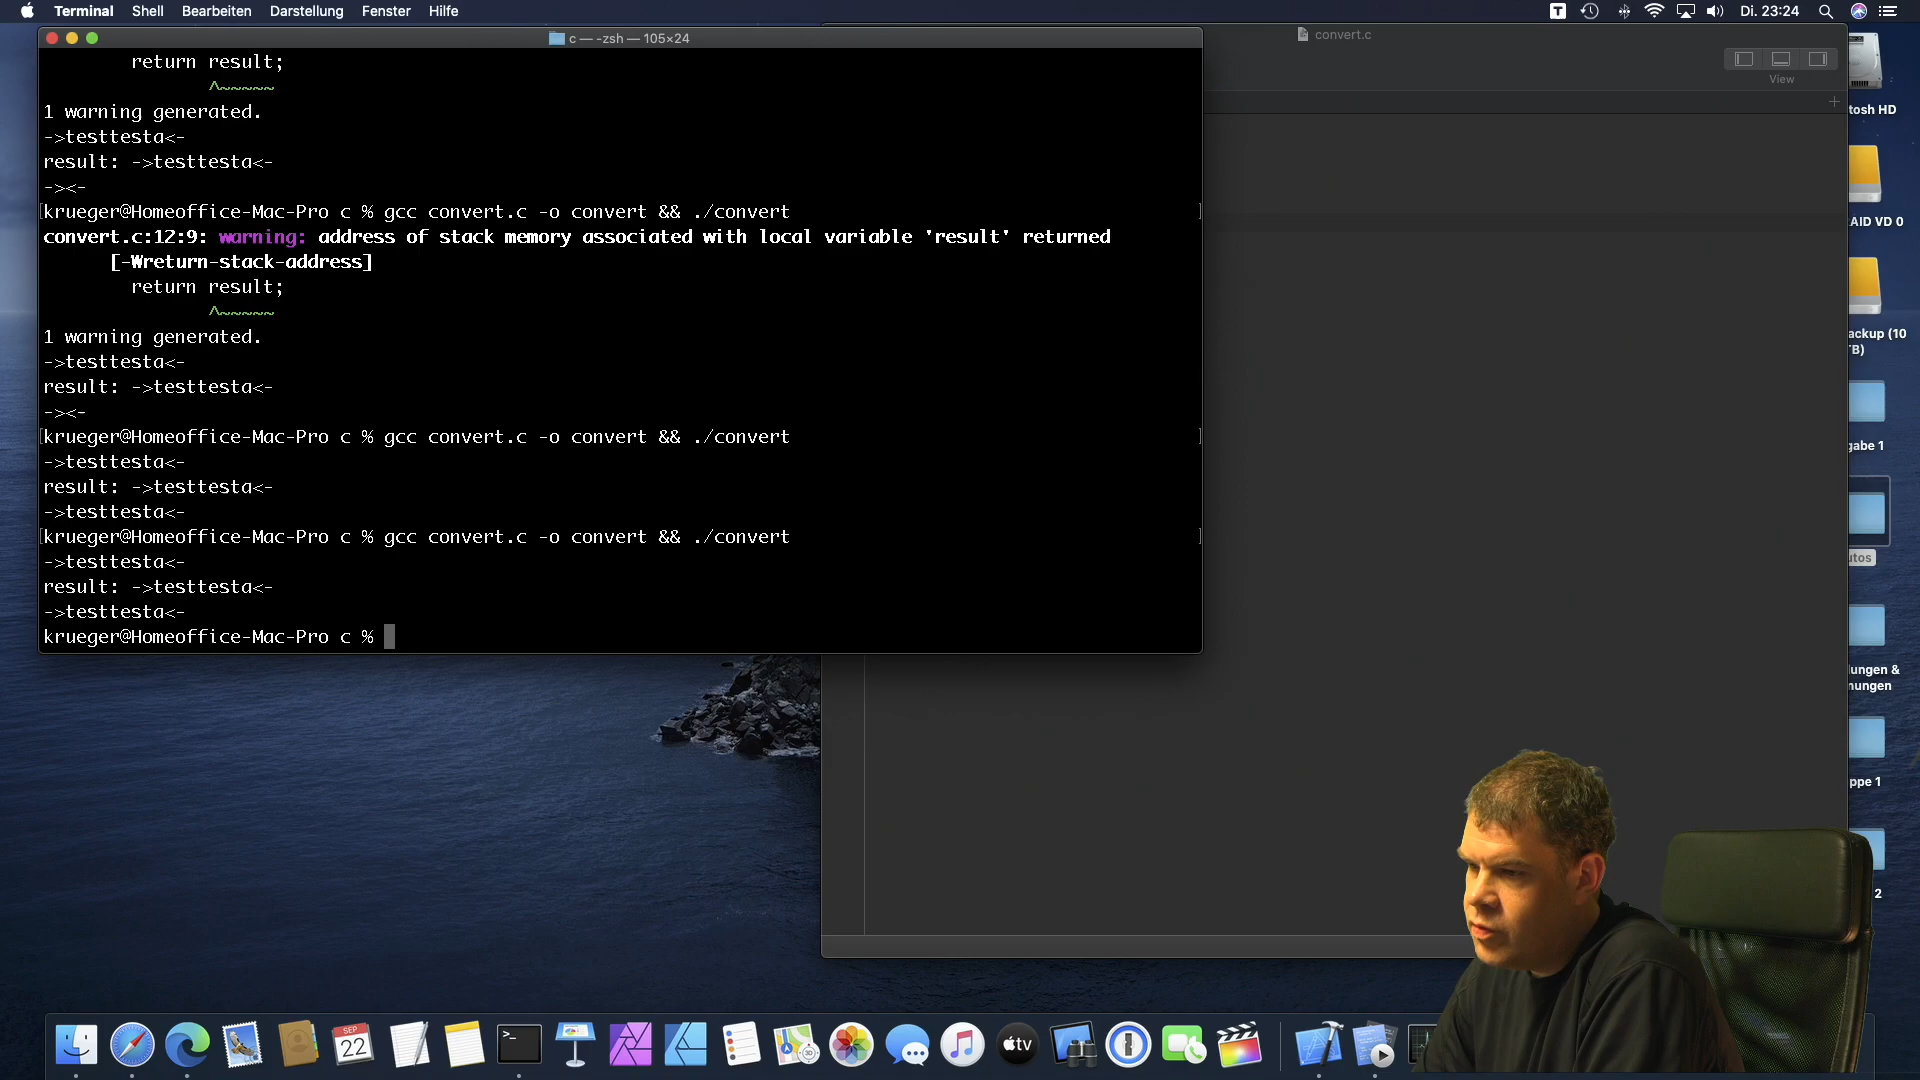 Terminal Shell Bearbeiten Darstellung Fenster Hilfe
T Di. 23:24
c — -zsh — 105×24
return result;
^~~~~~
1 warning generated.
->testtesta<-
result: ->testtesta<-
-><-
[krueger@Homeoffice-Mac-Pro c % gcc convert.c -o convert && ./convert ]
convert.c:12:9: warning: address of stack memory associated with local variable 'result' returned
[-Wreturn-stack-address]
return result;
^~~~~~
1 warning generated.
->testtesta<-
result: ->testtesta<-
-><-
[krueger@Homeoffice-Mac-Pro c % gcc convert.c -o convert && ./convert ]
->testtesta<-
result: ->testtesta<-
->testtesta<-
[krueger@Homeoffice-Mac-Pro c % gcc convert.c -o convert && ./convert ]
->testtesta<-
result: ->testtesta<-
->testtesta<-
krueger@Homeoffice-Mac-Pro c %
convert.c
View
tosh HD
AID VD 0
ackup (10
TB)
gabe 1
utos
lungen &
nungen
ppe 1
2
SEP
22
>_
3D
tv